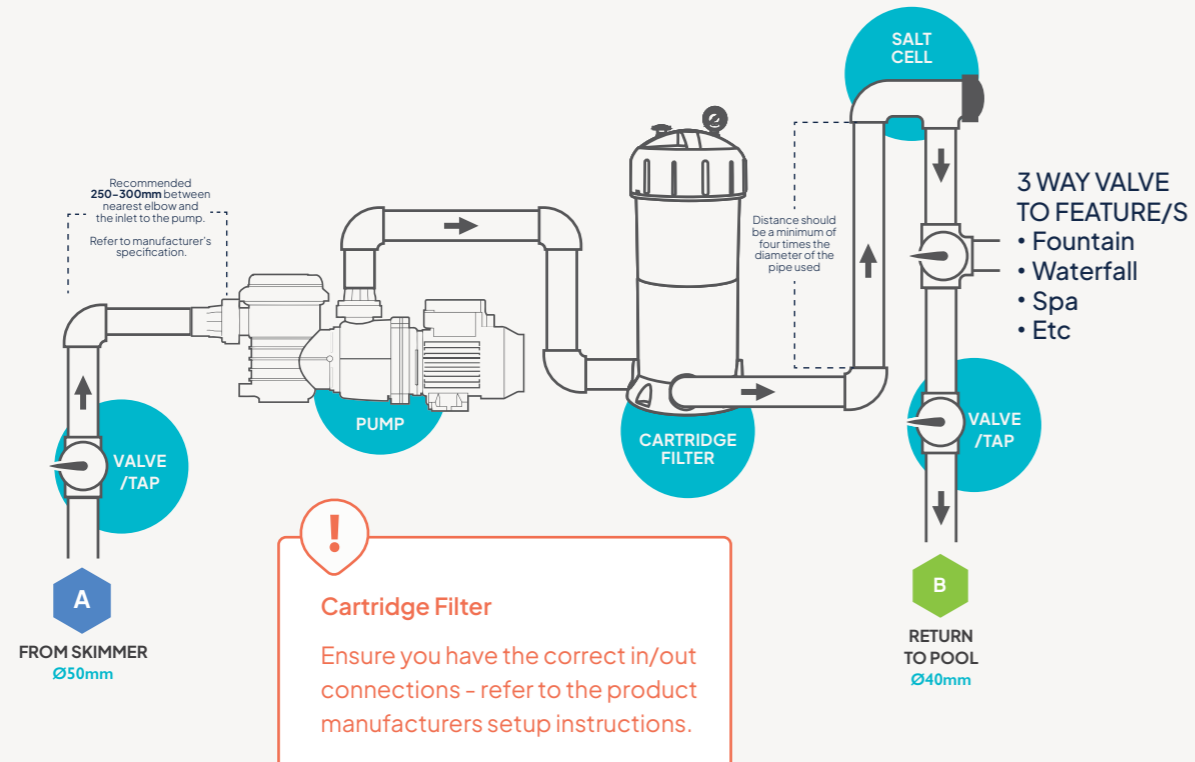 SALT
CELL
Recommended
250-300mm between
nearest elbow and
the inlet to the pump.
Refer to manufacturer's
specification.
Distance should
be a minimum of
four times the
diameter of the
pipe used
3 WAY VALVE
TO FEATURE/S
• Fountain
• Waterfall
• Spa
• Etc
PUMP
CARTRIDGE
FILTER
VALVE
/TAP
VALVE
/TAP
A
FROM SKIMMER
Ø50mm
!
Cartridge Filter
Ensure you have the correct in/out
connections - refer to the product
manufacturers setup instructions.
B
RETURN
TO POOL
Ø40mm